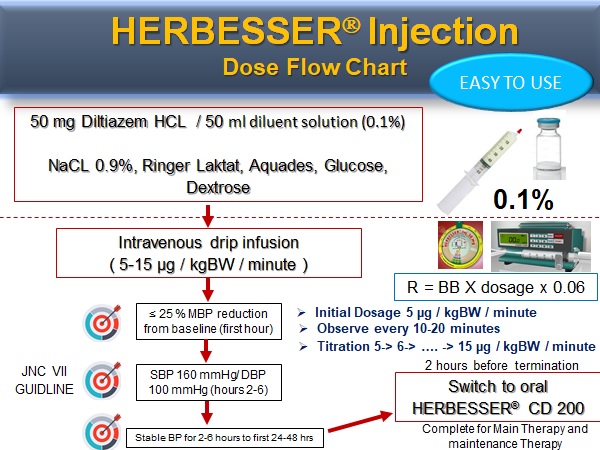 HERBESSER® Injection
Dose Flow Chart
EASY TO USE
50 mg Diltiazem HCL / 50 ml diluent solution (0.1%)
NaCL 0.9%, Ringer Laktat, Aquades, Glucose,
Dextrose
0.1%
Intravenous drip infusion
( 5-15 µg / kgBW / minute )
R = BB X dosage x 0.06
≤ 25 % MBP reduction
from baseline (first hour)
➢ Initial Dosage 5 µg / kgBW / minute
➢ Observe every 10-20 minutes
➢ Titration 5-> 6-> .... -> 15 µg / kgBW / minute
JNC VII
GUIDLINE
SBP 160 mmHg/ DBP
100 mmHg (hours 2-6)
2 hours before termination
Switch to oral
HERBESSER® CD 200
Stable BP for 2-6 hours to first 24-48 hrs
Complete for Main Therapy and
maintenance Therapy